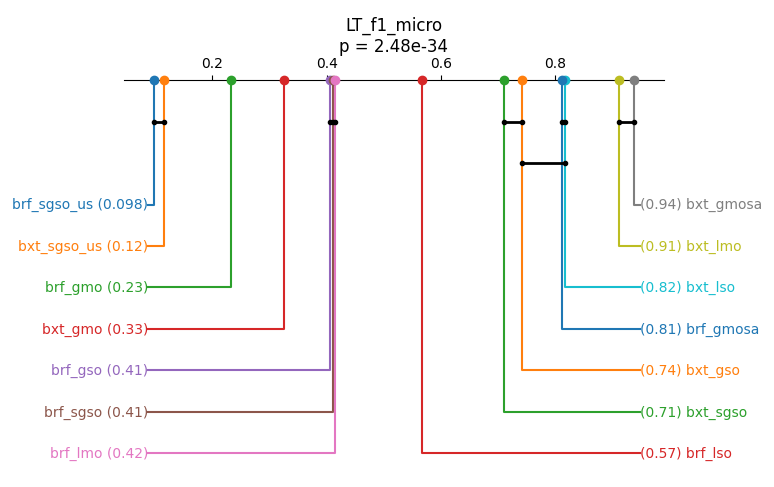 LT_f1_micro
p = 2.48e-34
0.2 0.4 0.6 0.8
brf_sgso_us (0.098) (0.94) bxt_gmosa
bxt_sgso_us (0.12) (0.91) bxt_lmo
brf_gmo (0.23) (0.82) bxt_lso
bxt_gmo (0.33) (0.81) brf_gmosa
brf_gso (0.41) (0.74) bxt_gso
brf_sgso (0.41) (0.71) bxt_sgso
brf_lmo (0.42) (0.57) brf_lso